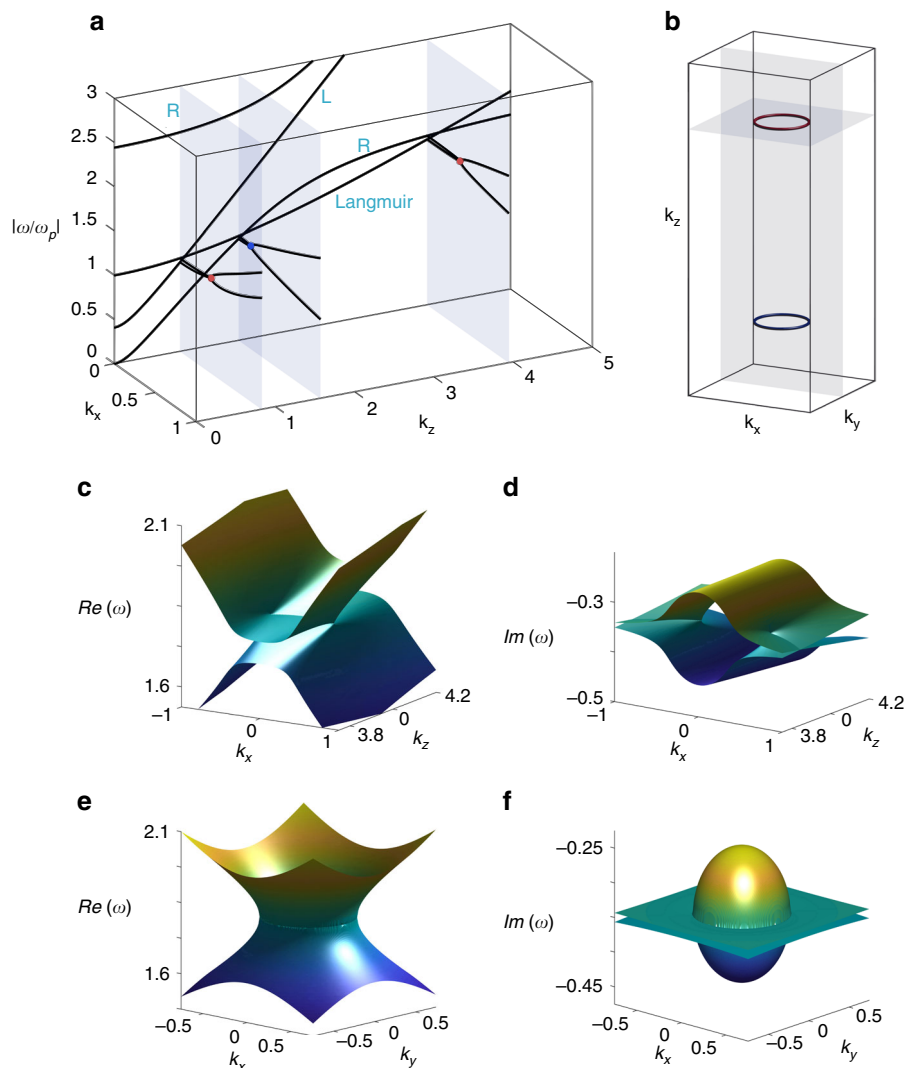 a
3
2.5
2
1.5
1
0.5
0
|ω/ωp|
R
L
R
Langmuir
0
0.5
1
kx
0
1
2
3
4
5
kz
b
kz
kx
ky
c
2.1
Re (ω)
1.6
−1
0
1
kx
3.8
0
4.2
kz
d
−0.3
Im (ω)
−0.5
−1
0
1
kx
3.8
0
4.2
kz
e
2.1
Re (ω)
1.6
−0.5
0
0.5
kx
−0.5
0
0.5
ky
f
−0.25
Im (ω)
−0.45
−0.5
0
0.5
kx
−0.5
0
0.5
ky